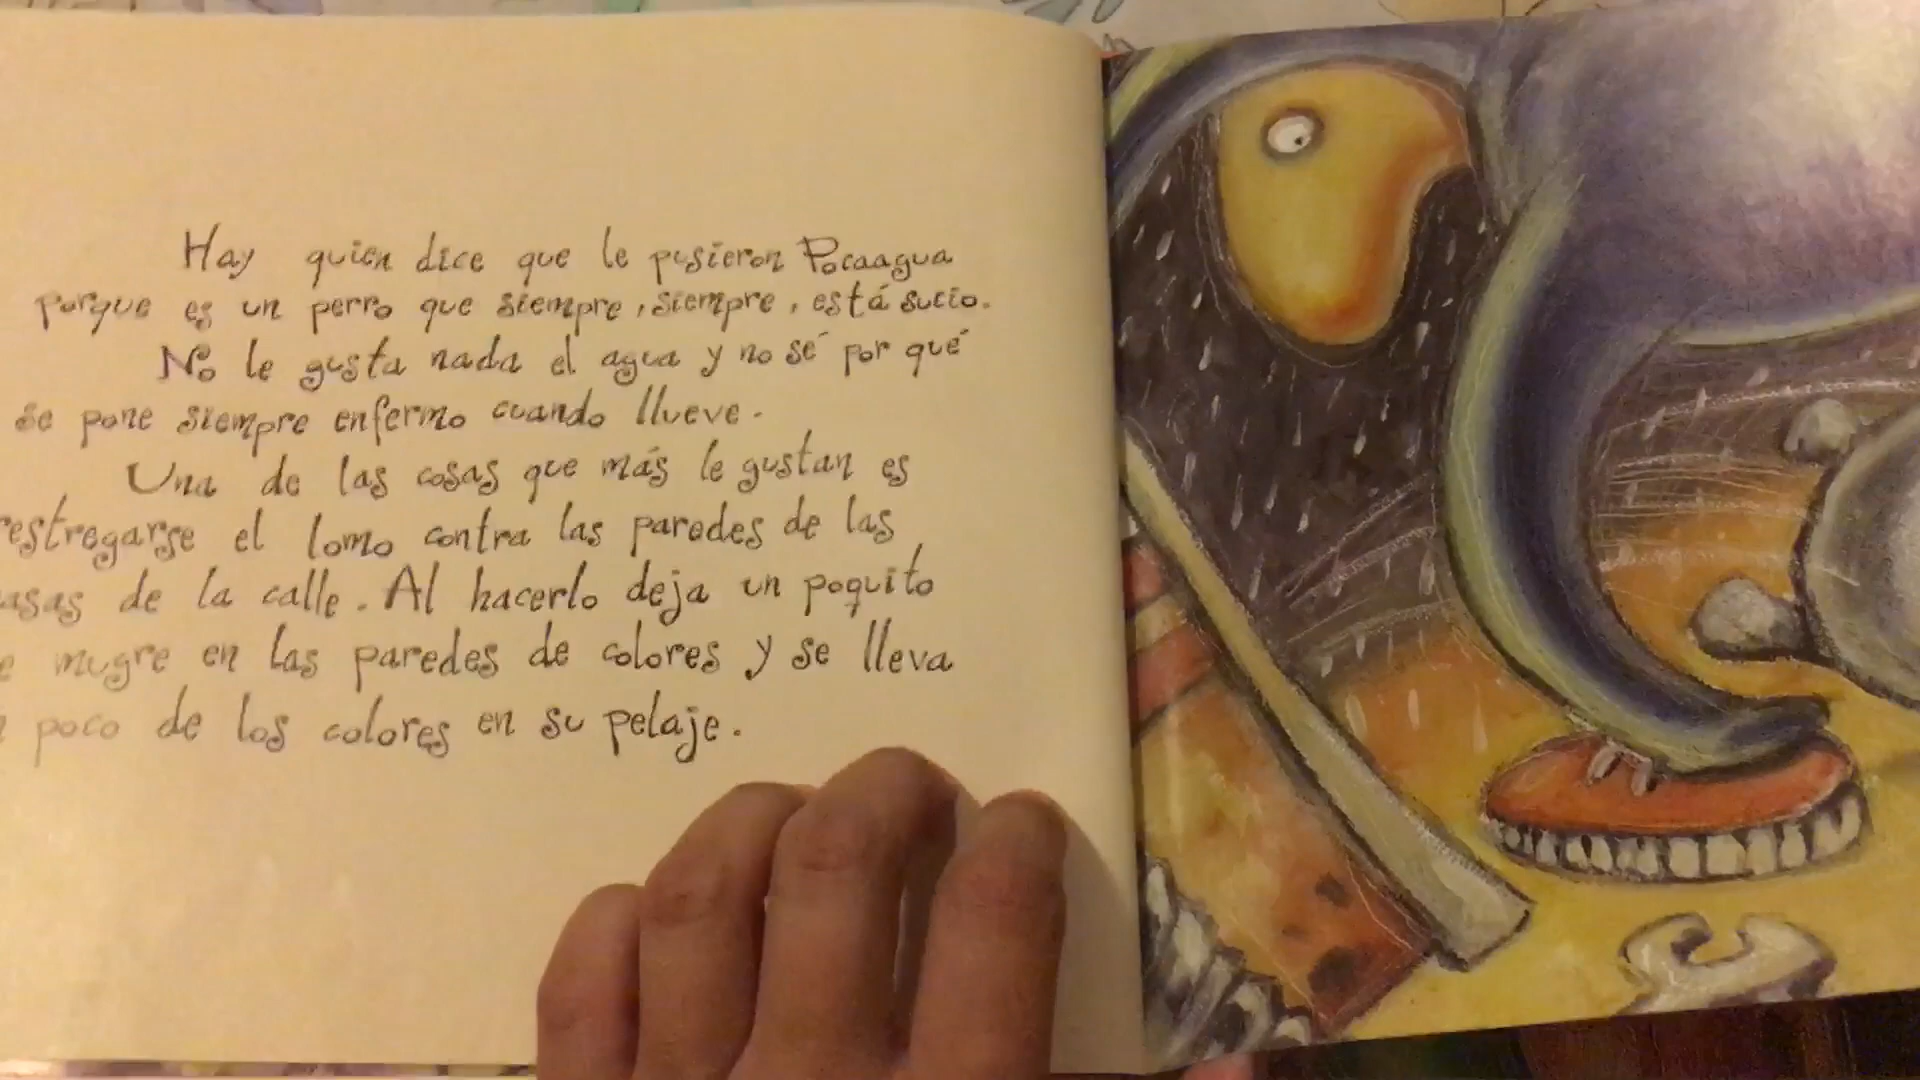 Hay quien dice que le pusieron Pocaagua
porque es un perro que siempre, siempre, está sucio.
No le gusta nada el agua y no sé por qué
se pone siempre enfermo cuando llueve.
Una de las cosas que más le gustan es
restregarse el lomo contra las paredes de las
asas de la calle. Al hacerlo deja un poquito
e mugre en las paredes de colores y se lleva
poco de los colores en su pelaje.